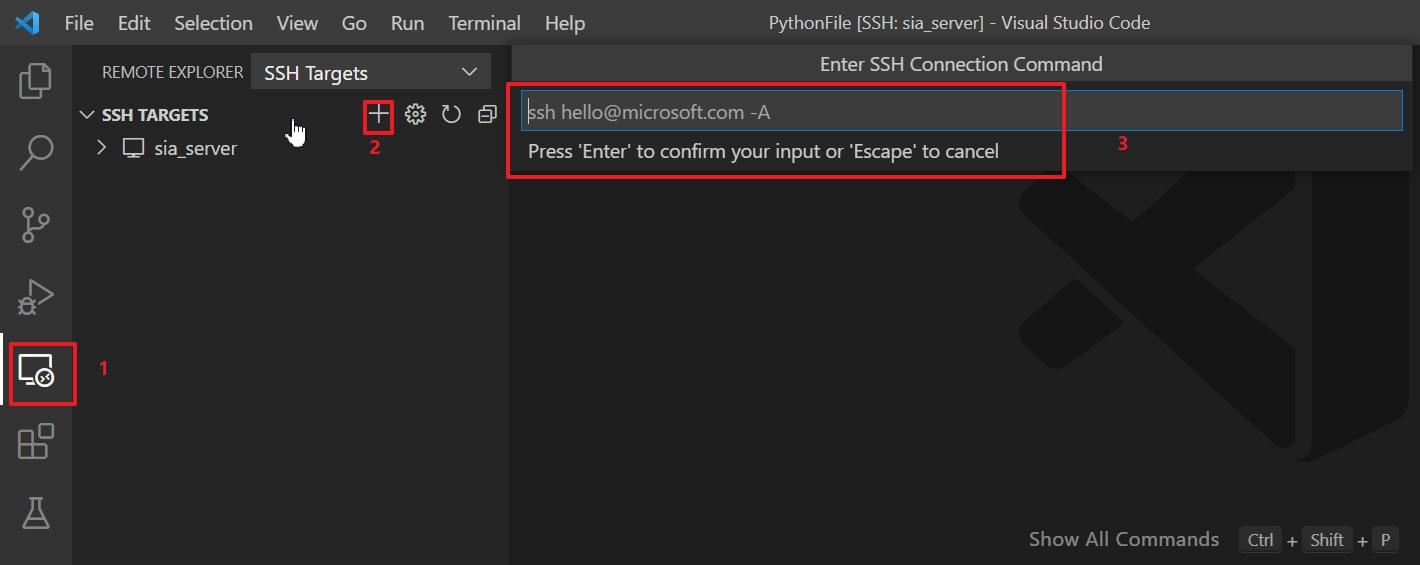 File Edit Selection View Go Run Terminal Help PythonFile [SSH: sia_server] - Visual Studio Code
REMOTE EXPLORER SSH Targets
Enter SSH Connection Command
SSH TARGETS
2
sia_server
ssh hello@microsoft.com -A
Press 'Enter' to confirm your input or 'Escape' to cancel
3
1
Show All Commands Ctrl + Shift + P